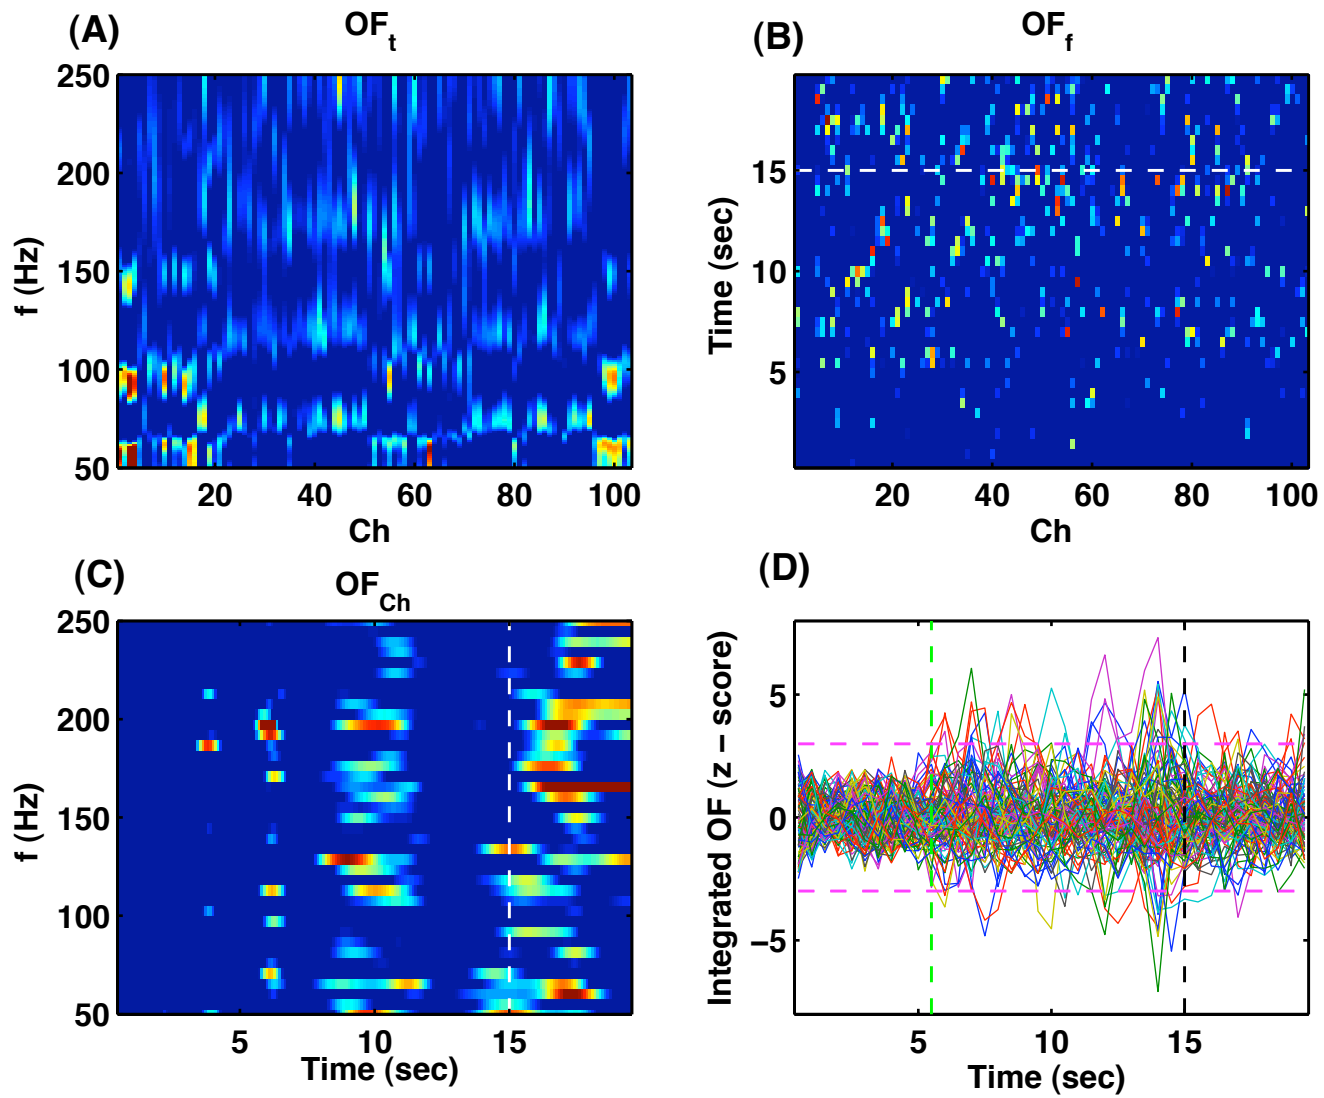 (A)
OF_t
f (Hz)
250
200
150
100
50
20 40 60 80 100
Ch
(B)
OF_f
Time (sec)
15
10
5
20 40 60 80 100
Ch
(C)
OF_Ch
f (Hz)
250
200
150
100
50
5 10 15
Time (sec)
(D)
Integrated OF (z − score)
5
0
−5
5 10 15
Time (sec)